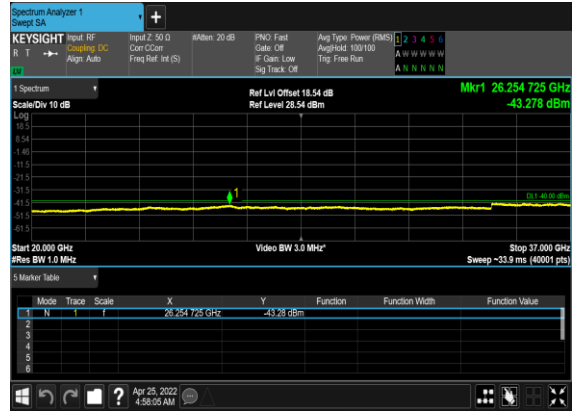 Spectrum Analyzer 1
Swept SA
+
KEYSIGHT
R T
LV
Input: RF
Coupling: DC
Align: Auto
Input Z: 50 Ω
Corr CCorr
Freq Ref: Int (S)
#Atten: 20 dB
PNO: Fast
Gate: Off
IF Gain: Low
Sig Track: Off
Avg Type: Power (RMS)
Avg|Hold: 100/100
Trig: Free Run
1 2 3 4 5 6
A W W W W W
A N N N N N
1 Spectrum
Scale/Div 10 dB
Ref Lvl Offset 18.54 dB
Ref Level 28.54 dBm
Mkr1 26.254 725 GHz
-43.278 dBm
Log
18.5
8.54
-1.46
-11.5
-21.5
-31.5
-41.5
-51.5
-61.5
1
DL1 -40.00 dBm
Start 20.000 GHz
#Res BW 1.0 MHz
Video BW 3.0 MHz*
Stop 37.000 GHz
Sweep ~33.9 ms (40001 pts)
5 Marker Table
Mode Trace Scale X Y Function Function Width Function Value
1 N 1 f 26.254 725 GHz -43.28 dBm
2
3
4
5
6
?
Apr 25, 2022
4:58:05 AM